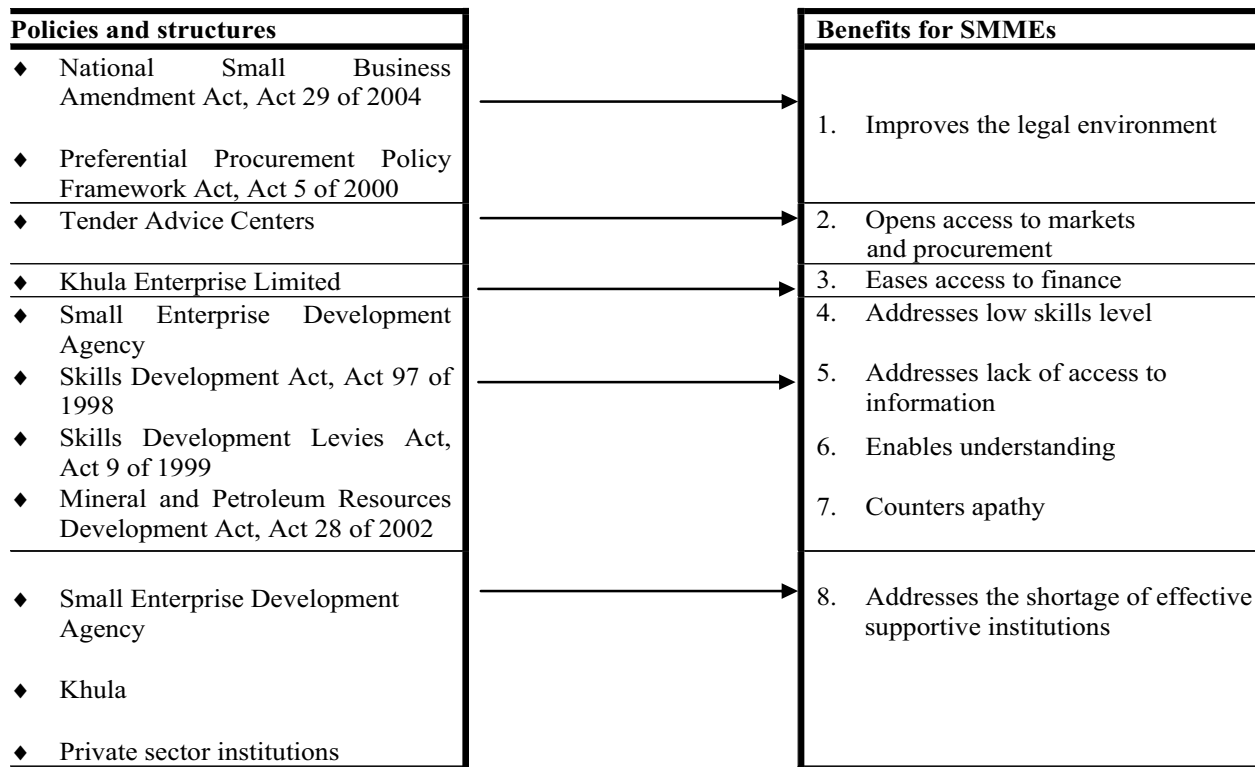 Policies and structures
♦ National Small Business
Amendment Act, Act 29 of 2004
♦ Preferential Procurement Policy
Framework Act, Act 5 of 2000
♦ Tender Advice Centers
♦ Khula Enterprise Limited
♦ Small Enterprise Development
Agency
♦ Skills Development Act, Act 97 of
1998
♦ Skills Development Levies Act,
Act 9 of 1999
♦ Mineral and Petroleum Resources
Development Act, Act 28 of 2002
♦ Small Enterprise Development
Agency
♦ Khula
♦ Private sector institutions
Benefits for SMMEs
1. Improves the legal environment
2. Opens access to markets
and procurement
3. Eases access to finance
4. Addresses low skills level
5. Addresses lack of access to
information
6. Enables understanding
7. Counters apathy
8. Addresses the shortage of effective
supportive institutions